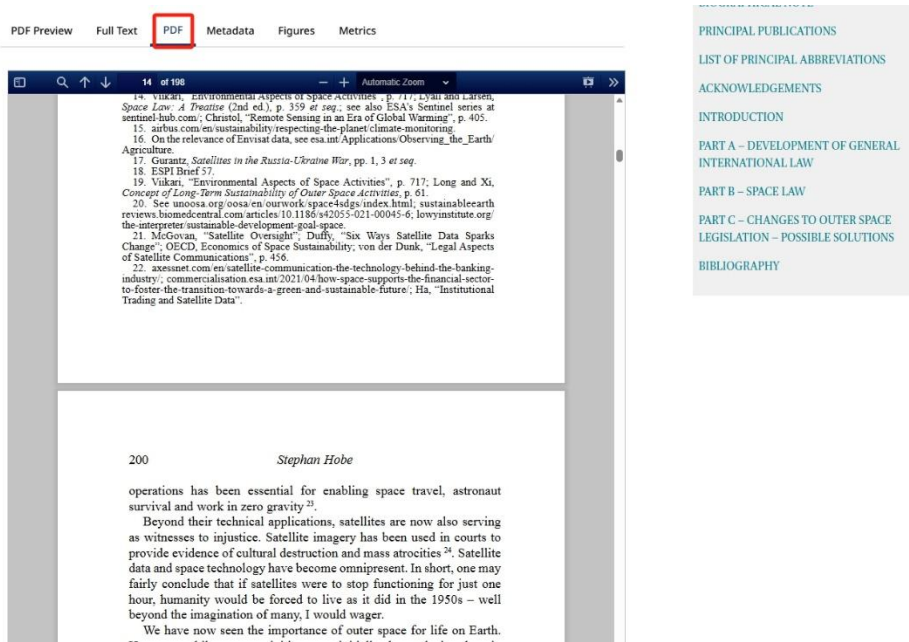 PDF Preview Full Text PDF Metadata Figures Metrics
14 of 198 Automatic Zoom
14. Viikari, "Environmental Aspects of Space Activities", p. 717; Lyall and Larsen,
Space Law: A Treatise (2nd ed.), p. 359 et seq.; see also ESA's Sentinel series at
sentinel-hub.com/; Christol, "Remote Sensing in an Era of Global Warming", p. 405.
15. airbus.com/en/sustainability/respecting-the-planet/climate-monitoring.
16. On the relevance of Envisat data, see esa.int/Applications/Observing_the_Earth/
Agriculture.
17. Gurantz, Satellites in the Russia-Ukraine War, pp. 1, 3 et seq.
18. ESPI Brief 57.
19. Viikari, "Environmental Aspects of Space Activities", p. 717; Long and Xi,
Concept of Long-Term Sustainability of Outer Space Activities, p. 61.
20. See unoosa.org/oosa/en/ourwork/space4sdgs/index.html; sustainableearth
reviews.biomedcentral.com/articles/10.1186/s42055-021-00045-6; lowyinstitute.org/
the-interpreter/sustainable-development-goal-space.
21. McGovan, "Satellite Oversight"; Duffy, "Six Ways Satellite Data Sparks
Change"; OECD, Economics of Space Sustainability; von der Dunk, "Legal Aspects
of Satellite Communications", p. 456.
22. axessnet.com/en/satellite-communication-the-technology-behind-the-banking-
industry/; commercialisation.esa.int/2021/04/how-space-supports-the-financial-sector-
to-foster-the-transition-towards-a-green-and-sustainable-future/; Ha, "Institutional
Trading and Satellite Data".
200 Stephan Hobe
operations has been essential for enabling space travel, astronaut
survival and work in zero gravity 23.
Beyond their technical applications, satellites are now also serving
as witnesses to injustice. Satellite imagery has been used in courts to
provide evidence of cultural destruction and mass atrocities 24. Satellite
data and space technology have become omnipresent. In short, one may
fairly conclude that if satellites were to stop functioning for just one
hour, humanity would be forced to live as it did in the 1950s – well
beyond the imagination of many, I would wager.
We have now seen the importance of outer space for life on Earth.
PRINCIPAL PUBLICATIONS
LIST OF PRINCIPAL ABBREVIATIONS
ACKNOWLEDGEMENTS
INTRODUCTION
PART A – DEVELOPMENT OF GENERAL
INTERNATIONAL LAW
PART B – SPACE LAW
PART C – CHANGES TO OUTER SPACE
LEGISLATION – POSSIBLE SOLUTIONS
BIBLIOGRAPHY